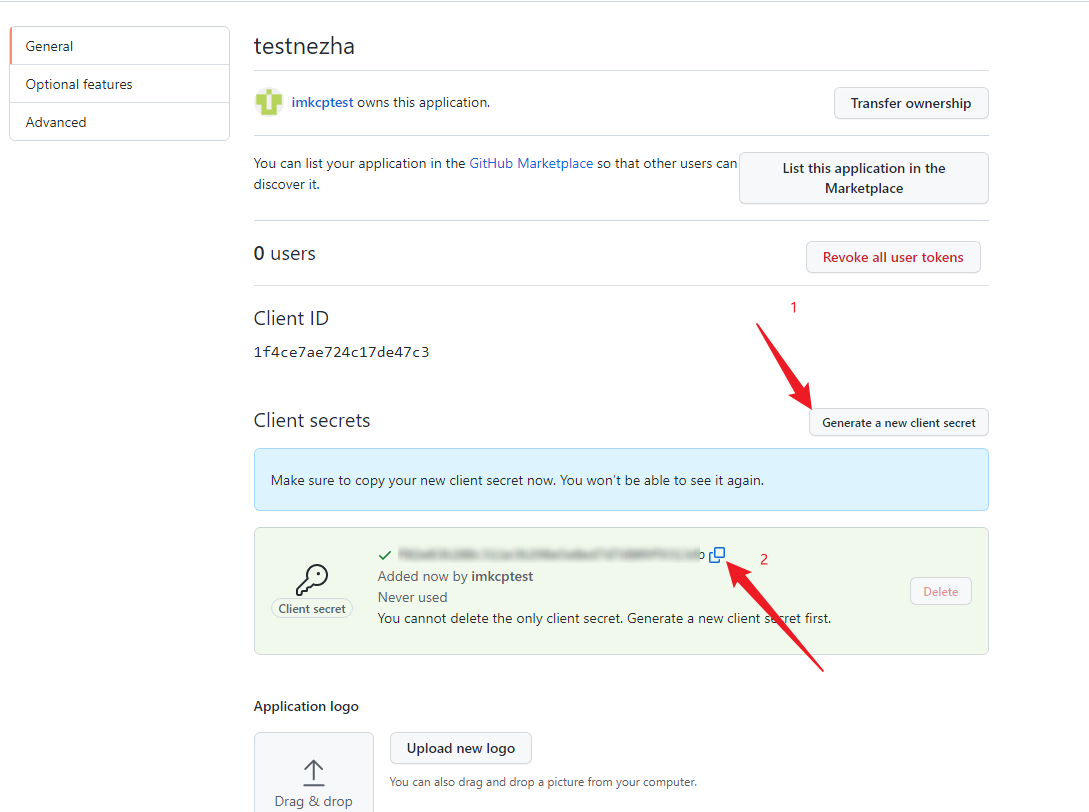 General
Optional features
Advanced
testnezha
imkcptest owns this application.
Transfer ownership
You can list your application in the GitHub Marketplace so that other users can
discover it.
List this application in the
Marketplace
0 users
Revoke all user tokens
1
Client ID
1f4ce7ae724c17de47c3
Client secrets
Generate a new client secret
Make sure to copy your new client secret now. You won't be able to see it again.
2
Added now by imkcptest
Never used
Client secret
Delete
You cannot delete the only client secret. Generate a new client secret first.
Application logo
Upload new logo
You can also drag and drop a picture from your computer.
Drag & drop